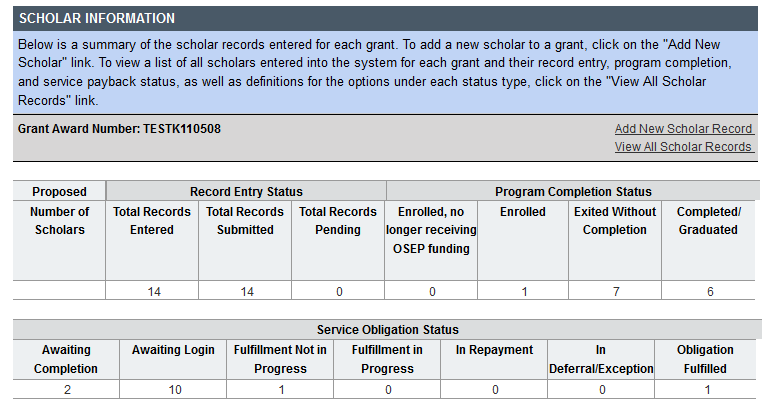 SCHOLAR INFORMATION
Below is a summary of the scholar records entered for each grant. To add a new scholar to a grant, click on the "Add New
Scholar" link. To view a list of all scholars entered into the system for each grant and their record entry, program completion,
and service payback status, as well as definitions for the options under each status type, click on the "View All Scholar
Records" link.
Grant Award Number: TESTK110508 Add New Scholar Record
View All Scholar Records
Proposed Record Entry Status Program Completion Status
Number of Total Records Total Records Total Records Enrolled, no Enrolled Exited Without Completed/
Scholars Entered Submitted Pending longer receiving Completion Graduated
OSEP funding
14 14 0 0 1 7 6
Service Obligation Status
Awaiting Awaiting Login Fulfillment Not in Fulfillment in In Repayment In Obligation
Completion Progress Progress Deferral/Exception Fulfilled
2 10 1 0 0 0 1